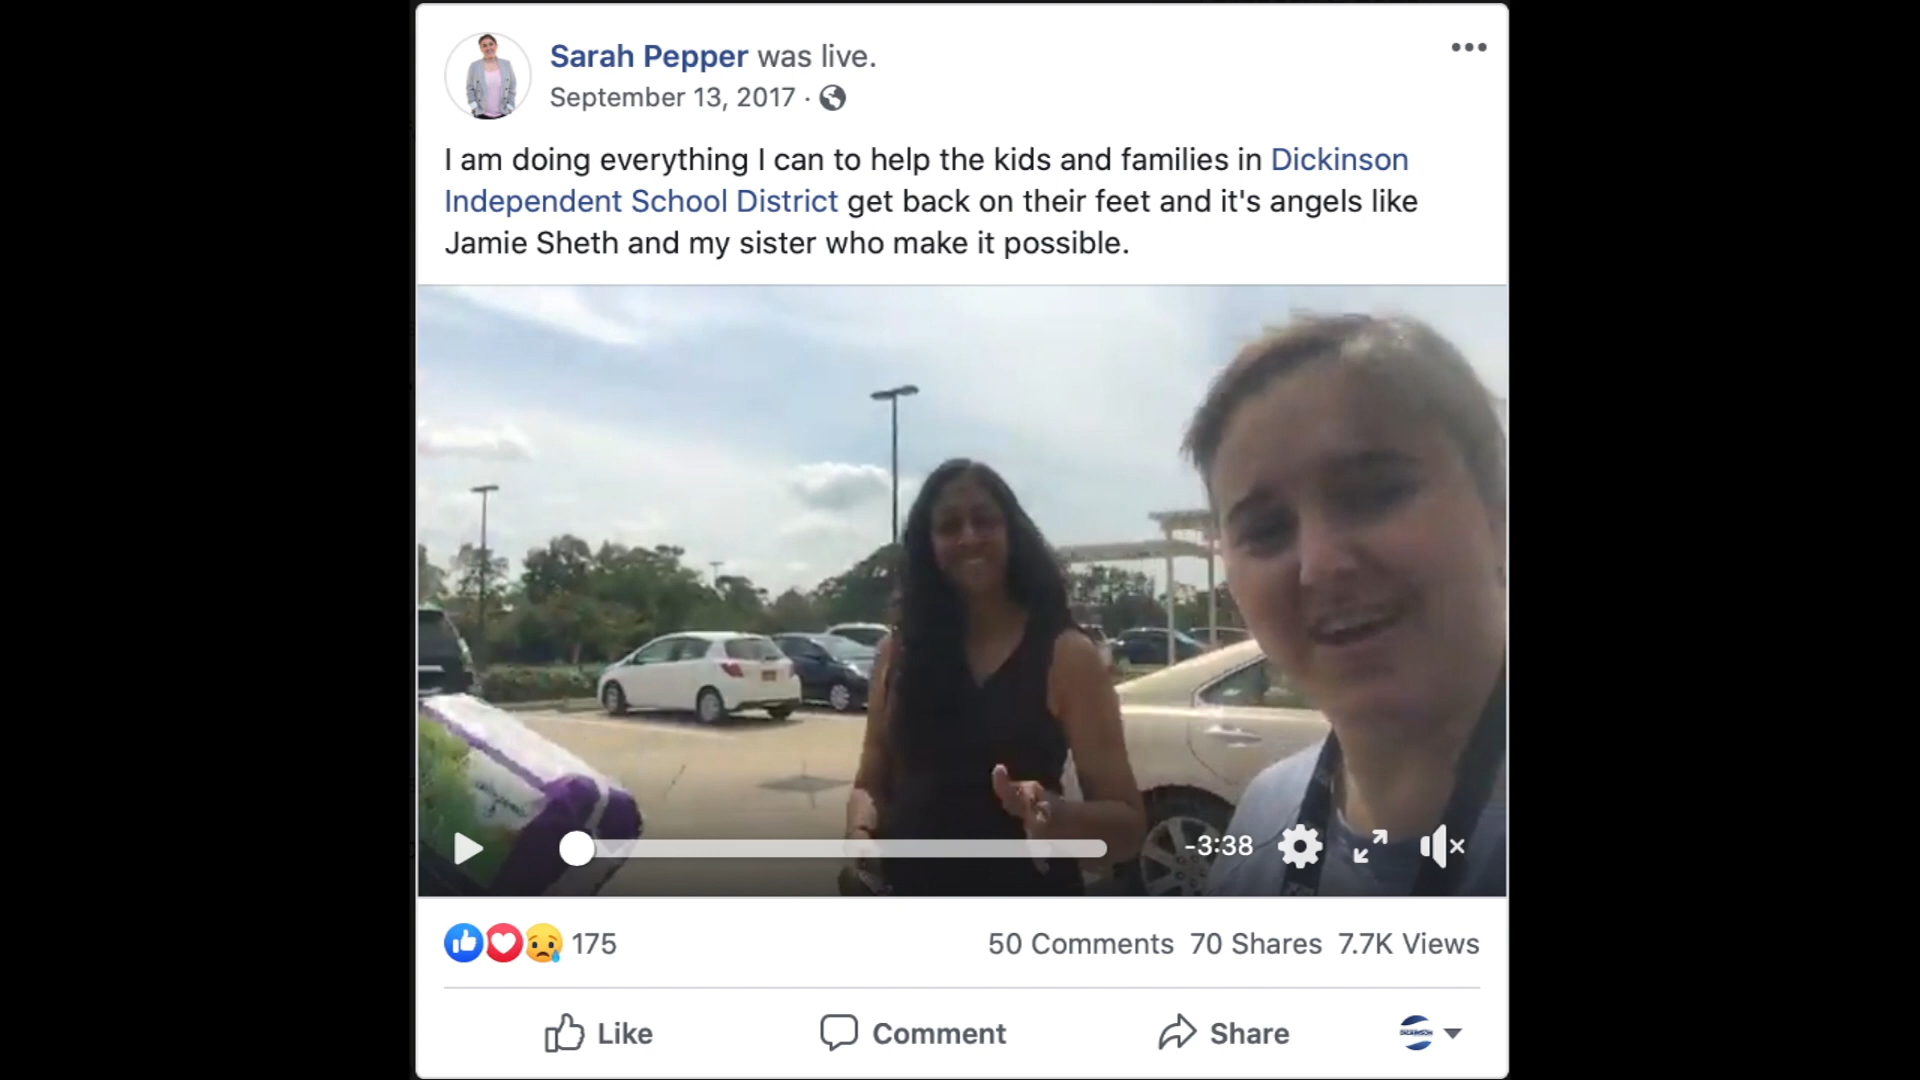 Sarah Pepper was live.
September 13, 2017 ·
I am doing everything I can to help the kids and families in Dickinson
Independent School District get back on their feet and it's angels like
Jamie Sheth and my sister who make it possible.
-3:38
175
50 Comments 70 Shares 7.7K Views
Like Comment Share
DICKINSON